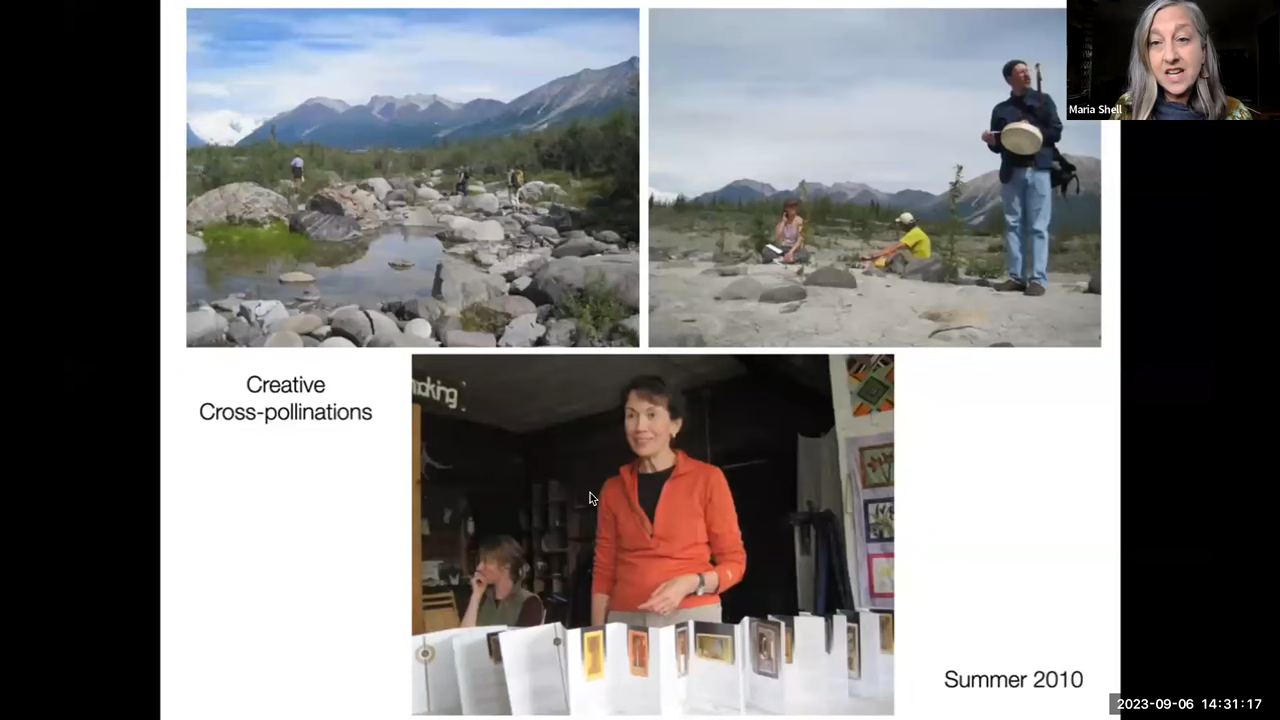 Maria Shell
Creative
Cross-pollinations
Summer 2010
2023-09-06 14:31:17